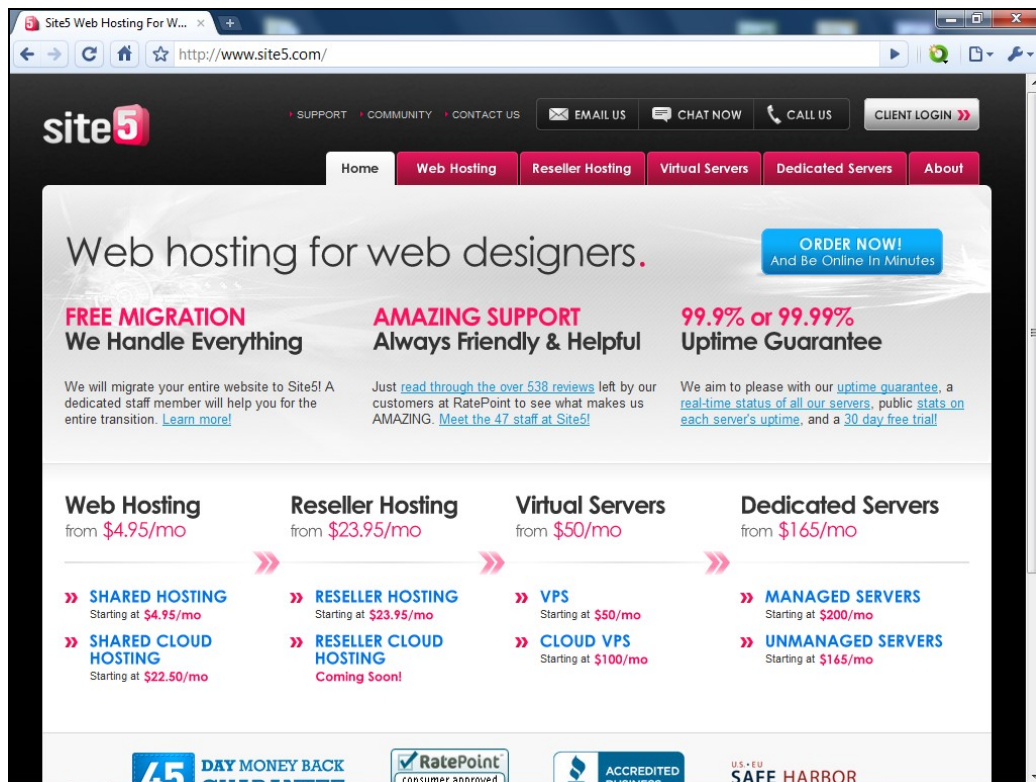 Site5 Web Hosting For W...
http://www.site5.com/
site5
SUPPORT COMMUNITY CONTACT US EMAIL US CHAT NOW CALL US CLIENT LOGIN
Home Web Hosting Reseller Hosting Virtual Servers Dedicated Servers About
Web hosting for web designers.
ORDER NOW!
And Be Online In Minutes
FREE MIGRATION
We Handle Everything
We will migrate your entire website to Site5! A
dedicated staff member will help you for the
entire transition. Learn more!
AMAZING SUPPORT
Always Friendly & Helpful
Just read through the over 538 reviews left by our
customers at RatePoint to see what makes us
AMAZING. Meet the 47 staff at Site5!
99.9% or 99.99%
Uptime Guarantee
We aim to please with our uptime guarantee, a
real-time status of all our servers, public stats on
each server's uptime, and a 30 day free trial!
Web Hosting
from $4.95/mo
SHARED HOSTING
Starting at $4.95/mo
SHARED CLOUD
HOSTING
Starting at $22.50/mo
Reseller Hosting
from $23.95/mo
RESELLER HOSTING
Starting at $23.95/mo
RESELLER CLOUD
HOSTING
Coming Soon!
Virtual Servers
from $50/mo
VPS
Starting at $50/mo
CLOUD VPS
Starting at $100/mo
Dedicated Servers
from $165/mo
MANAGED SERVERS
Starting at $200/mo
UNMANAGED SERVERS
Starting at $165/mo
45 DAY MONEY BACK
GUARANTEE
RatePoint
consumer approved
ACCREDITED
BUSINESS
U.S.•EU
SAFE HARBOR